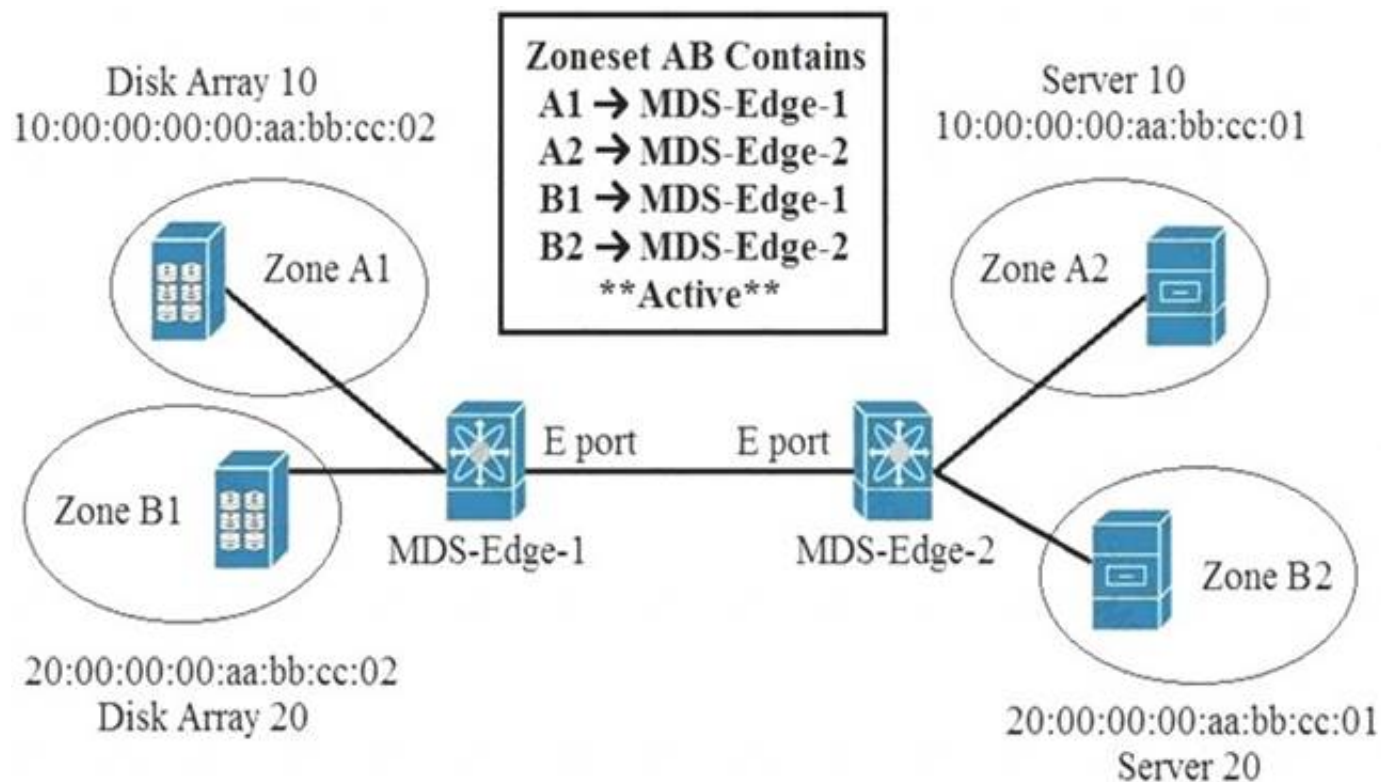 Zoneset AB Contains
A1 → MDS-Edge-1
A2 → MDS-Edge-2
B1 → MDS-Edge-1
B2 → MDS-Edge-2
**Active**
Disk Array 10
10:00:00:00:00:aa:bb:cc:02
Server 10
10:00:00:00:aa:bb:cc:01
Zone A1
Zone A2
E port
E port
Zone B1
MDS-Edge-1
MDS-Edge-2
Zone B2
20:00:00:00:aa:bb:cc:02
Disk Array 20
20:00:00:00:aa:bb:cc:01
Server 20